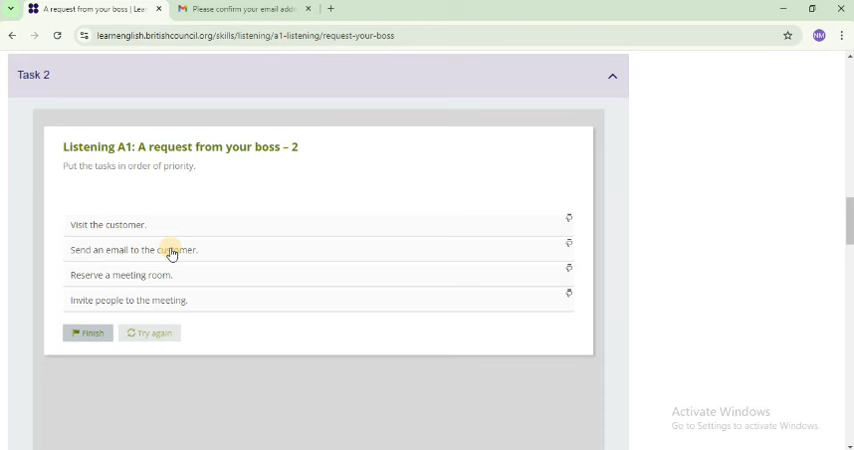 A request from your boss | Lea
Please confirm your email addr
learnenglish.britishcouncil.org/skills/listening/a1-listening/request-your-boss
NM
Task 2
Listening A1: A request from your boss – 2
Put the tasks in order of priority.
Visit the customer.
Send an email to the customer.
Reserve a meeting room.
Invite people to the meeting.
Finish
Try again
Activate Windows
Go to Settings to activate Windows.